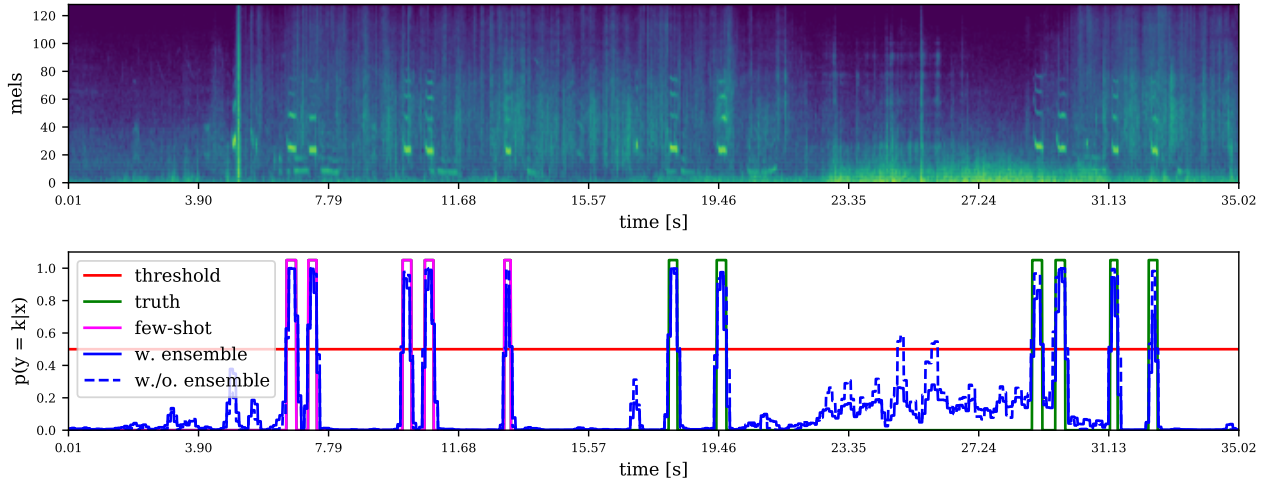 120
100
80
60
40
20
0
mels
0.01 3.90 7.79 11.68 15.57 19.46 23.35 27.24 31.13 35.02
time [s]
1.0
0.8
0.6
0.4
0.2
0.0
p(y = k|x)
threshold
truth
few-shot
w. ensemble
w./o. ensemble
0.01 3.90 7.79 11.68 15.57 19.46 23.35 27.24 31.13 35.02
time [s]